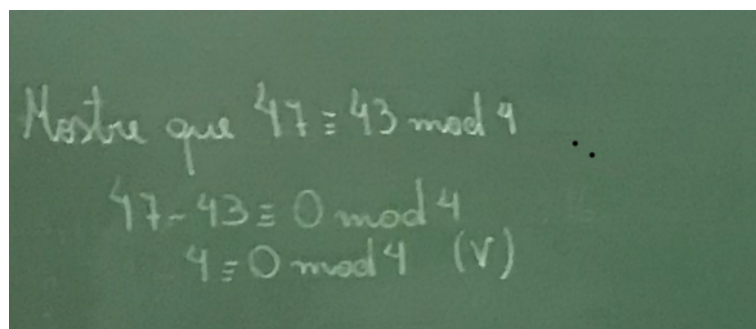 Mostre que 47 ≡ 43 mod 4
47 - 43 ≡ 0 mod 4
4 ≡ 0 mod 4 (V)